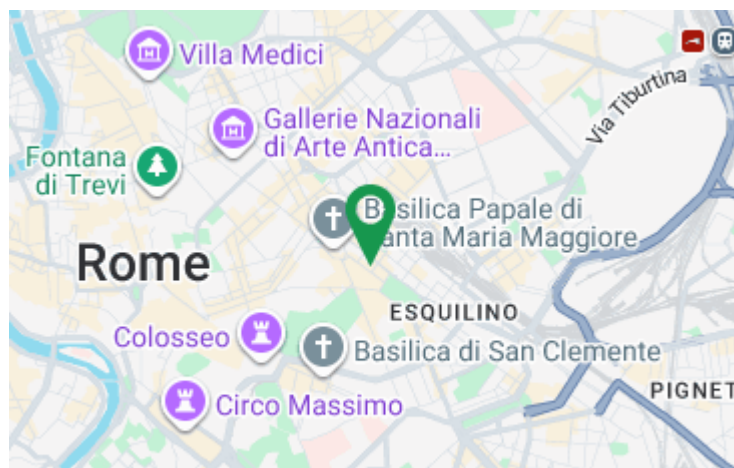 Villa Medici
Via Tiburtina
Gallerie Nazionali
di Arte Antica...
Fontana
di Trevi
Basilica Papale di
anta Maria Maggiore
Rome
ESQUILINO
Colosseo
Basilica di San Clemente
PIGNET
Circo Massimo